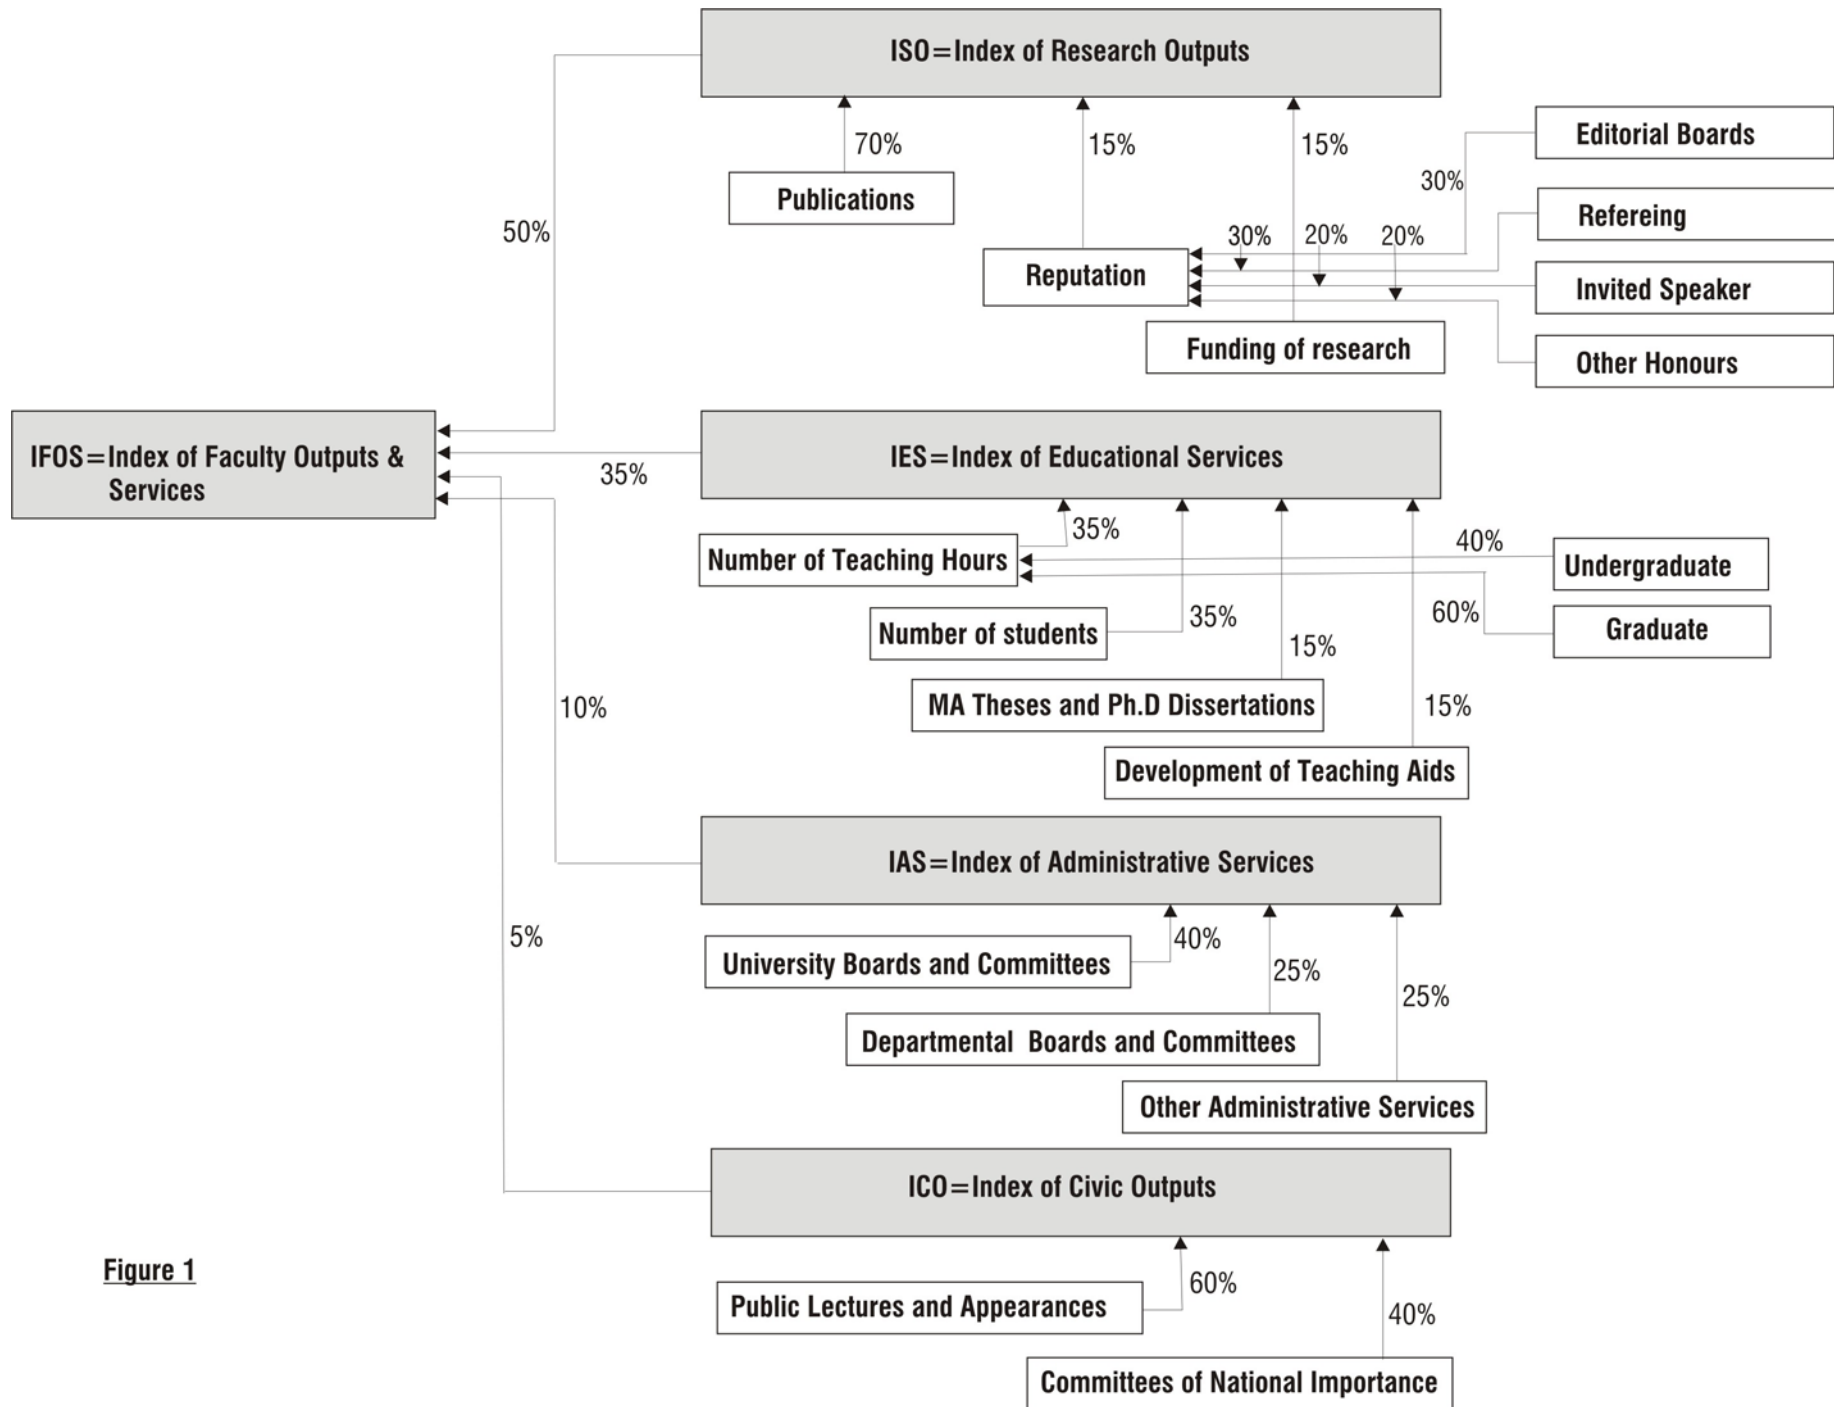 ISO=Index of Research Outputs
70%
15%
15%
Publications
Reputation
Funding of research
Editorial Boards
30%
Refereing
30%
Invited Speaker
20%
Other Honours
20%
50%
IFOS=Index of Faculty Outputs &
Services
35%
IES=Index of Educational Services
35%
Number of Teaching Hours
40%
Undergraduate
60%
Graduate
35%
Number of students
15%
MA Theses and Ph.D Dissertations
15%
Development of Teaching Aids
10%
IAS=Index of Administrative Services
40%
University Boards and Committees
25%
Departmental Boards and Committees
25%
Other Administrative Services
5%
ICO=Index of Civic Outputs
60%
Public Lectures and Appearances
40%
Committees of National Importance
Figure 1